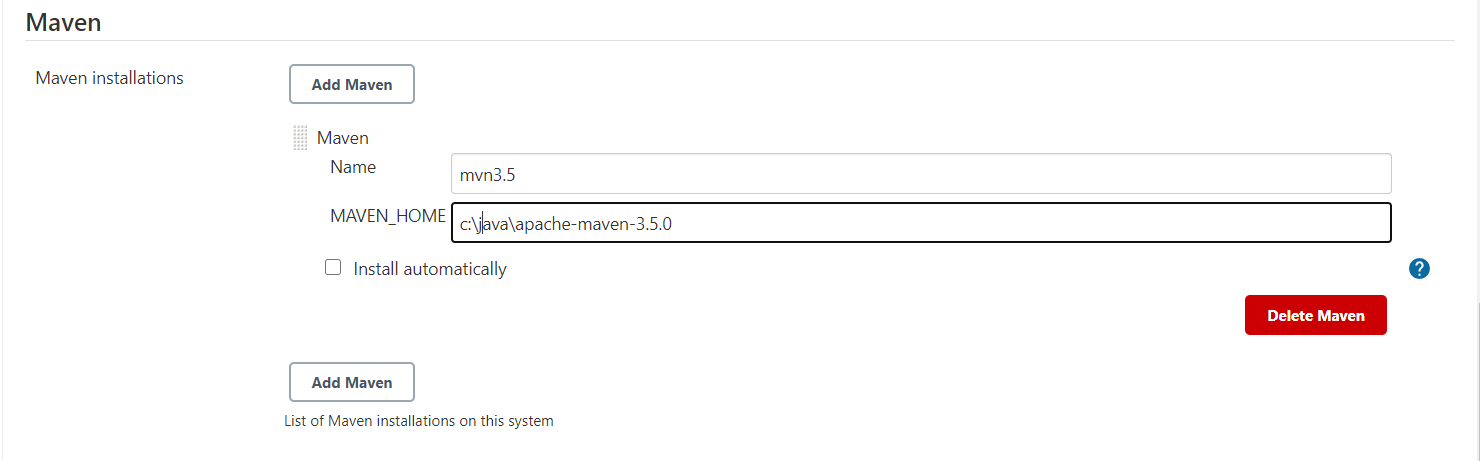 Maven
Maven installations
Add Maven
Maven
Name
mvn3.5
MAVEN_HOME
c:\java\apache-maven-3.5.0
Install automatically
?
Delete Maven
Add Maven
List of Maven installations on this system